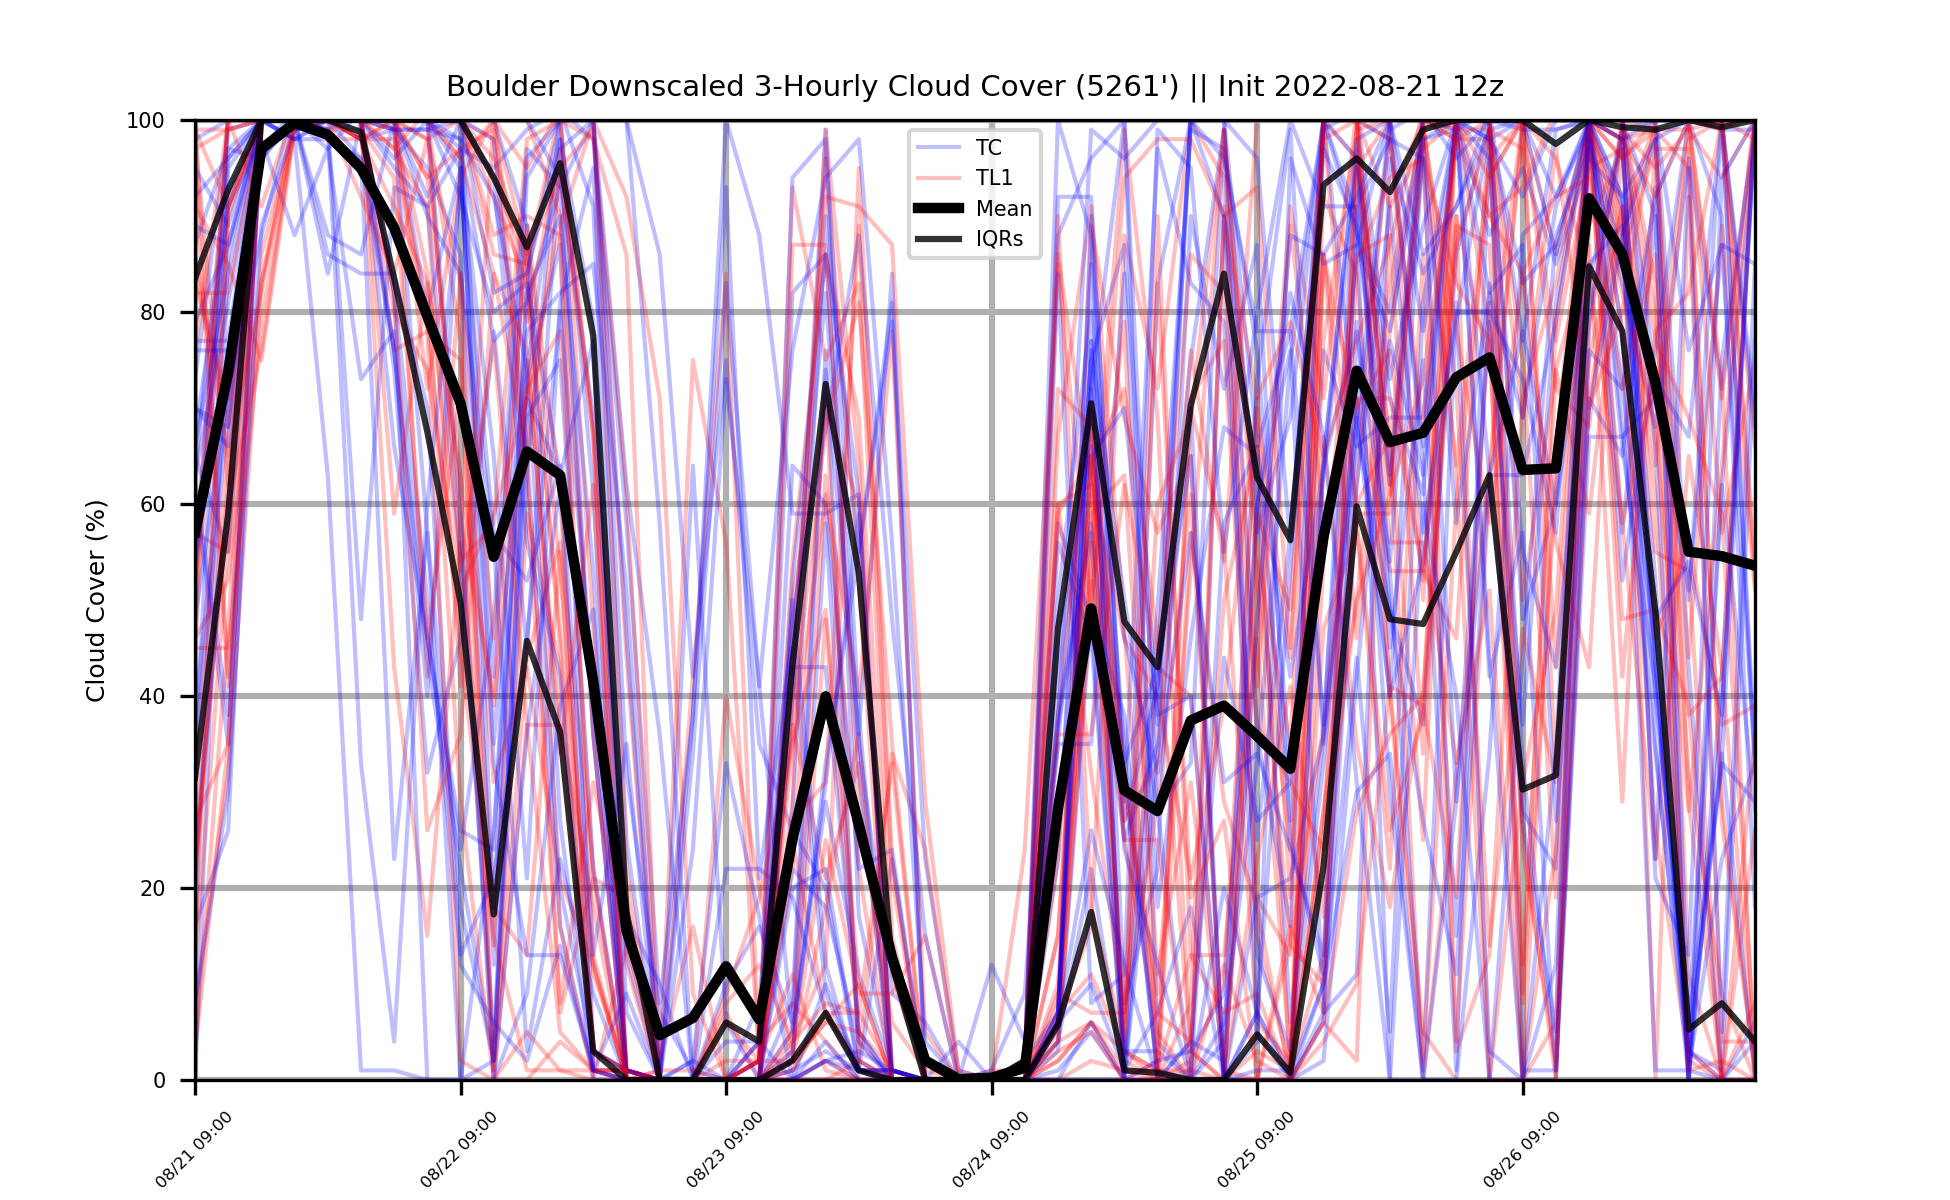 Boulder Downscaled 3-Hourly Cloud Cover (5261') || Init 2022-08-21 12z
Cloud Cover (%)
100
80
60
40
20
0
TC
TL1
Mean
IQRs
08/21 09:00
08/22 09:00
08/23 09:00
08/24 09:00
08/25 09:00
08/26 09:00